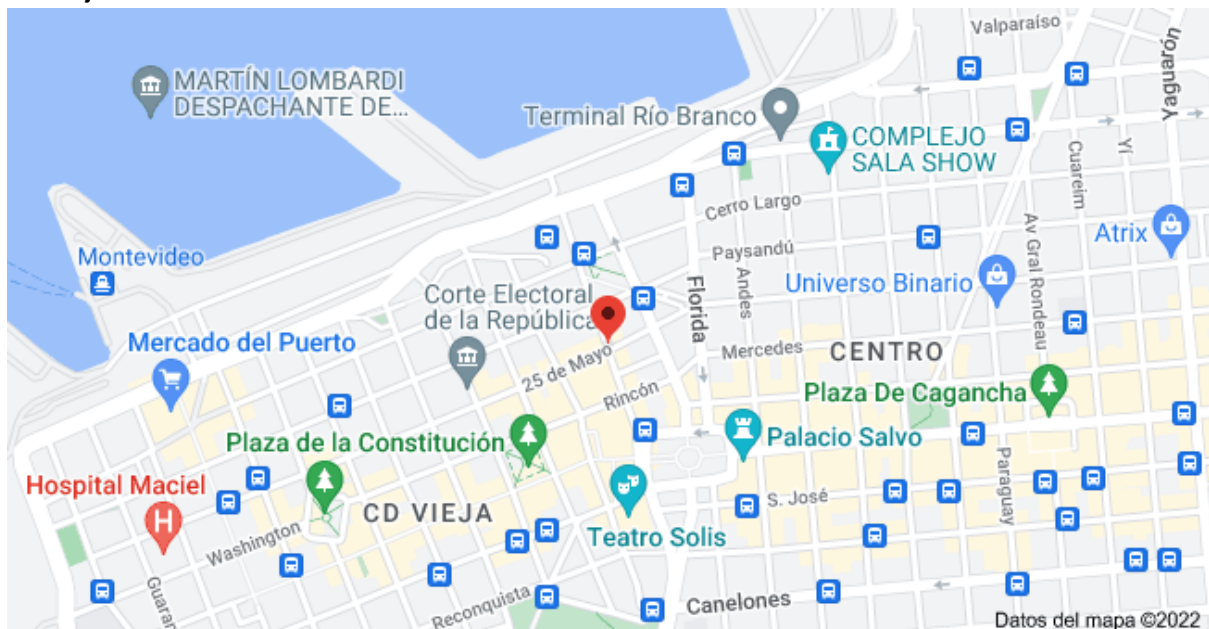 Valparaíso
Yaguarón
MARTÍN LOMBARDI
DESPACHANTE DE...
Terminal Río Branco
COMPLEJO
SALA SHOW
Cuareim
Yí
Cerro Largo
Av Gral Rondeau
Atrix
Montevideo
Paysandú
Andes
Florida
Universo Binario
Corte Electoral
de la República
Mercado del Puerto
25 de Mayo
Mercedes
CENTRO
Rincón
Plaza De Cagancha
Plaza de la Constitución
Palacio Salvo
Hospital Maciel
H
CD VIEJA
Paraguay
S. José
Teatro Solis
Washington
Guaran
Reconquista
Canelones
Datos del mapa ©2022